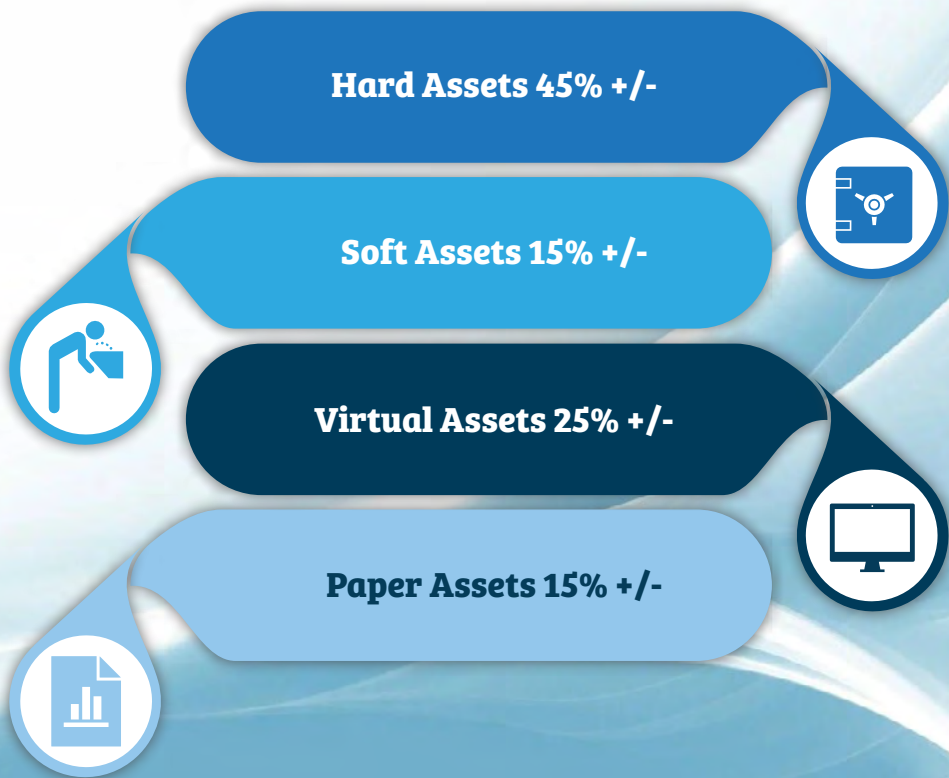 Hard Assets 45% +/-
Soft Assets 15% +/-
Virtual Assets 25% +/-
Paper Assets 15% +/-